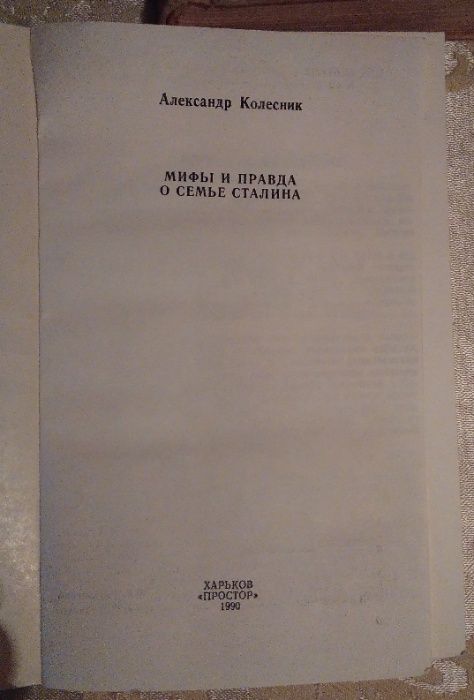 Александр Колесник
МИФЫ И ПРАВДА
О СЕМЬЕ СТАЛИНА
ХАРЬКОВ
«ПРОСТОР»
1990